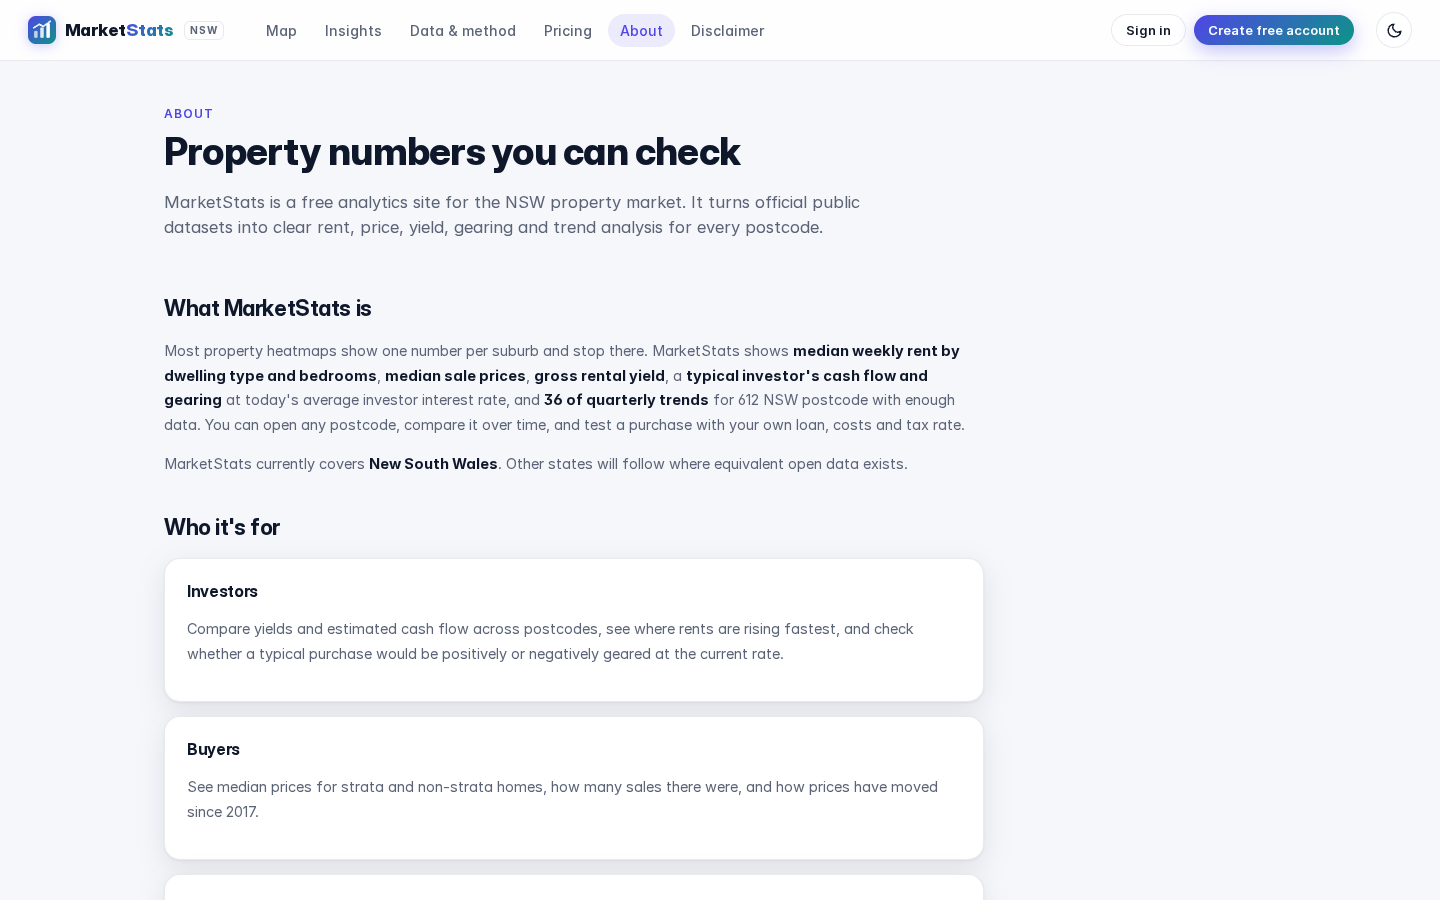 MarketStats NSW Map Insights Data & method Pricing About Disclaimer Sign in Create free account
ABOUT
Property numbers you can check
MarketStats is a free analytics site for the NSW property market. It turns official public
datasets into clear rent, price, yield, gearing and trend analysis for every postcode.
What MarketStats is
Most property heatmaps show one number per suburb and stop there. MarketStats shows median weekly rent by
dwelling type and bedrooms, median sale prices, gross rental yield, a typical investor's cash flow and
gearing at today's average investor interest rate, and 36 of quarterly trends for 612 NSW postcode with enough
data. You can open any postcode, compare it over time, and test a purchase with your own loan, costs and tax rate.
MarketStats currently covers New South Wales. Other states will follow where equivalent open data exists.
Who it's for
Investors
Compare yields and estimated cash flow across postcodes, see where rents are rising fastest, and check
whether a typical purchase would be positively or negatively geared at the current rate.
Buyers
See median prices for strata and non-strata homes, how many sales there were, and how prices have moved
since 2017.